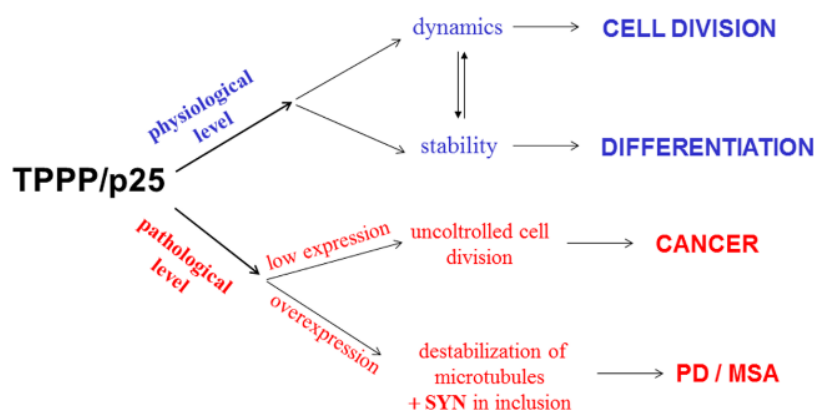 dynamics
CELL DIVISION
physiological
level
stability
DIFFERENTIATION
TPPP/p25
pathological
level
low expression
uncoltrolled cell
division
CANCER
overexpression
destabilization of
microtubules
+ SYN in inclusion
PD / MSA